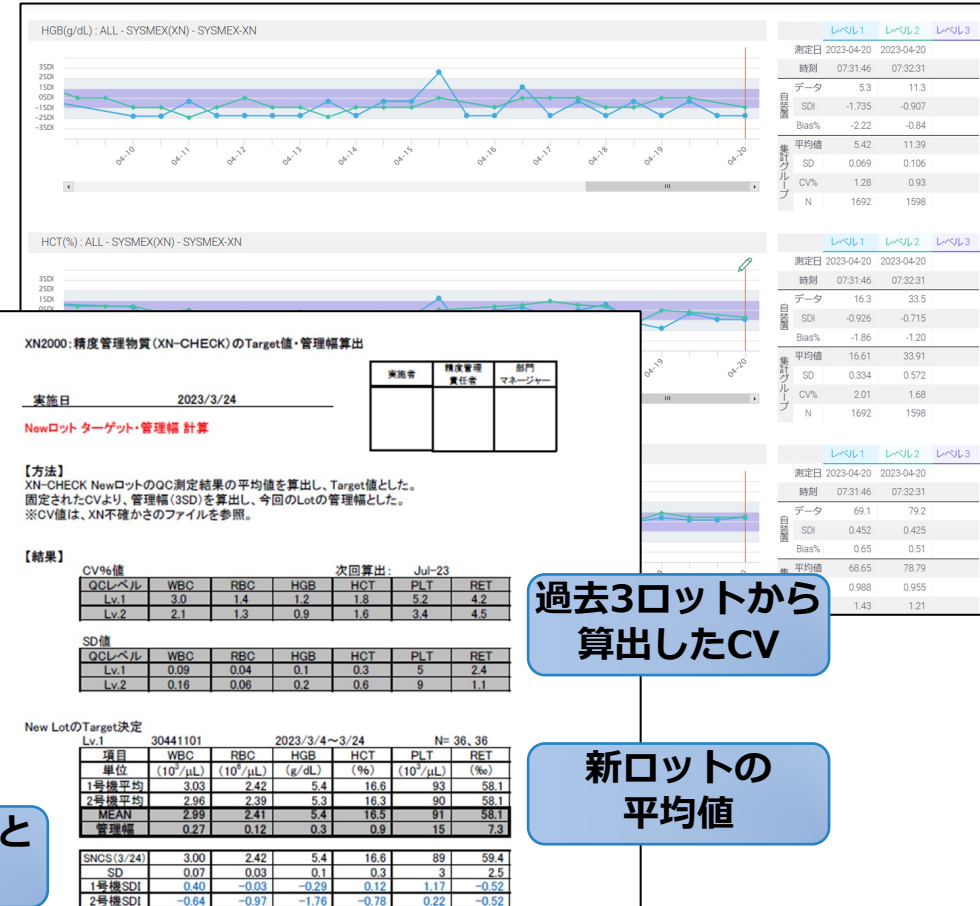 HGB(g/dL) : ALL - SYSMEX(XN) - SYSMEX-XN
3SDI
2SDI
1SDI
0SDI
-1SDI
-2SDI
-3SDI
04-10 04-11 04-12 04-13 04-14 04-15 04-16 04-17 04-18 04-19 04-20
レベル1 レベル2 レベル3
測定日 2023-04-20 2023-04-20
時刻 07:31:46 07:32:31
自装置
データ 5.3 11.3
SDI -1.735 -0.907
Bias% -2.22 -0.84
集計グループ
平均値 5.42 11.39
SD 0.069 0.106
CV% 1.28 0.93
N 1692 1598
HCT(%) : ALL - SYSMEX(XN) - SYSMEX-XN
3SDI
2SDI
1SDI
0SDI
04-19 04-20
レベル1 レベル2 レベル3
測定日 2023-04-20 2023-04-20
時刻 07:31:46 07:32:31
自装置
データ 16.3 33.5
SDI -0.926 -0.715
Bias% -1.86 -1.20
集計グループ
平均値 16.61 33.91
SD 0.334 0.572
CV% 2.01 1.68
N 1692 1598
レベル1 レベル2 レベル3
測定日 2023-04-20 2023-04-20
時刻 07:31:46 07:32:31
自装置
データ 69.1 79.2
SDI 0.452 0.425
Bias% 0.65 0.51
平均値 68.65 78.79
0.988 0.955
1.43 1.21
XN2000:精度管理物質(XN-CHECK)のTarget値・管理幅算出
実施者 精度管理責任者 部門マネージャー
実施日 2023/3/24
Newロット ターゲット・管理幅 計算
【方法】
XN-CHECK NewロットのQC測定結果の平均値を算出し、Target値とした。
固定されたCVより、管理幅(3SD)を算出し、今回のLotの管理幅とした。
※CV値は、XN不確かさのファイルを参照。
【結果】
CV%値 次回算出: Jul-23
QCレベル WBC RBC HGB HCT PLT RET
Lv.1 3.0 1.4 1.2 1.8 5.2 4.2
Lv.2 2.1 1.3 0.9 1.6 3.4 4.5
SD値
QCレベル WBC RBC HGB HCT PLT RET
Lv.1 0.09 0.04 0.1 0.3 5 2.4
Lv.2 0.16 0.06 0.2 0.6 9 1.1
New LotのTarget決定
Lv.1 30441101 2023/3/4～3/24 N= 36、36
項目 WBC RBC HGB HCT PLT RET
単位 (10³/μL) (10⁶/μL) (g/dL) (%) (10³/μL) (‰)
1号機平均 3.03 2.42 5.4 16.6 93 58.1
2号機平均 2.96 2.39 5.3 16.3 90 58.1
MEAN 2.99 2.41 5.4 16.5 91 58.1
管理幅 0.27 0.12 0.3 0.9 15 7.3
SNCS(3/24) 3.00 2.42 5.4 16.6 89 59.4
SD 0.07 0.03 0.1 0.3 3 2.5
1号機SDI 0.40 -0.03 -0.29 0.12 1.17 -0.52
2号機SDI -0.64 -0.97 -1.76 -0.78 0.22 -0.52
過去3ロットから
算出したCV
新ロットの
平均値
と